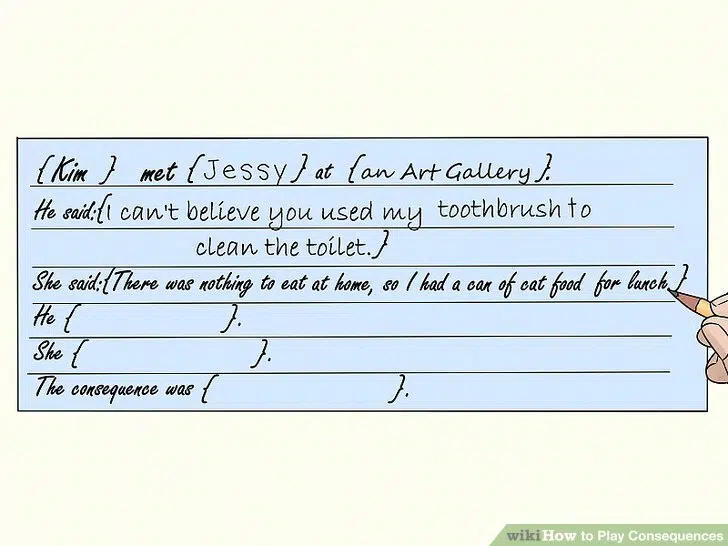 {Kim } met {Jessy} at {an Art Gallery}.
He said:{I can't believe you used my toothbrush to
clean the toilet.}
She said:{There was nothing to eat at home, so I had a can of cat food for lunch.}
He { }.
She { }.
The consequence was { }.
wikiHow to Play Consequences